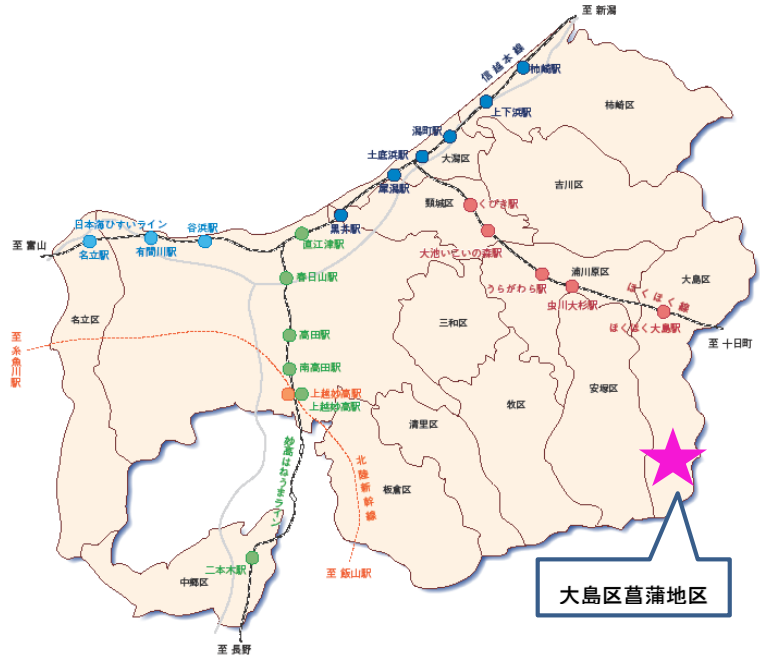 至 新潟
信越本線
柿崎駅
上下浜駅
柿崎区
潟町駅
土底浜駅
大潟区
犀潟駅
吉川区
頸城区
くびき駅
黒井駅
日本海ひすいライン
谷浜駅
至 富山
名立駅
有間川駅
直江津駅
大池いこいの森駅
浦川原区
大島区
春日山駅
うらがわら駅
虫川大杉駅
ほくほく線
ほくほく大島駅
名立区
三和区
至 十日町
至 糸魚川駅
高田駅
南高田駅
上越妙高駅
上越妙高駅
安塚区
牧区
清里区
妙高はねうまライン
北陸新幹線
板倉区
二本木駅
至 飯山駅
中郷区
大島区菖蒲地区
至 長野